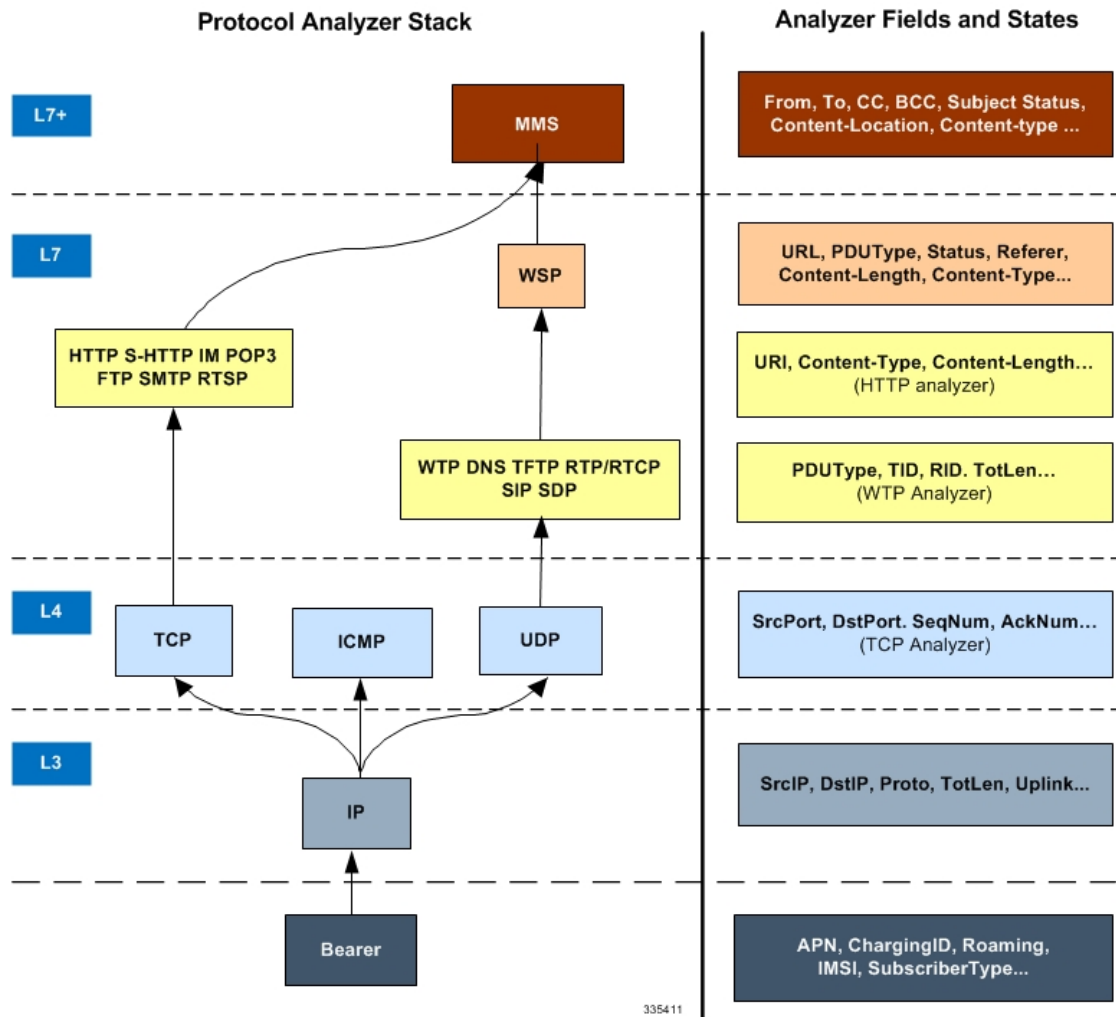 Protocol Analyzer Stack
Analyzer Fields and States
L7+
MMS
From, To, CC, BCC, Subject Status,
Content-Location, Content-type ...
L7
WSP
URL, PDUType, Status, Referer,
Content-Length, Content-Type...
HTTP S-HTTP IM POP3
FTP SMTP RTSP
URI, Content-Type, Content-Length...
(HTTP analyzer)
WTP DNS TFTP RTP/RTCP
SIP SDP
PDUType, TID, RID. TotLen...
(WTP Analyzer)
L4
TCP
ICMP
UDP
SrcPort, DstPort. SeqNum, AckNum...
(TCP Analyzer)
L3
IP
SrcIP, DstIP, Proto, TotLen, Uplink...
Bearer
APN, ChargingID, Roaming,
IMSI, SubscriberType...
335411